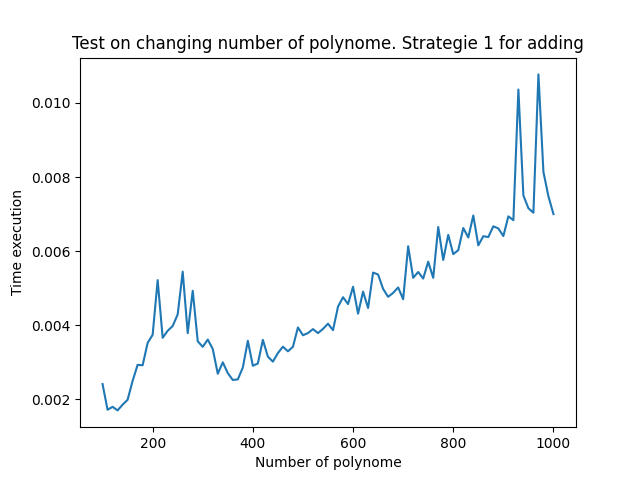 Test on changing number of polynome. Strategie 1 for adding
0.010
0.008
0.006
0.004
0.002
Time execution
200 400 600 800 1000
Number of polynome